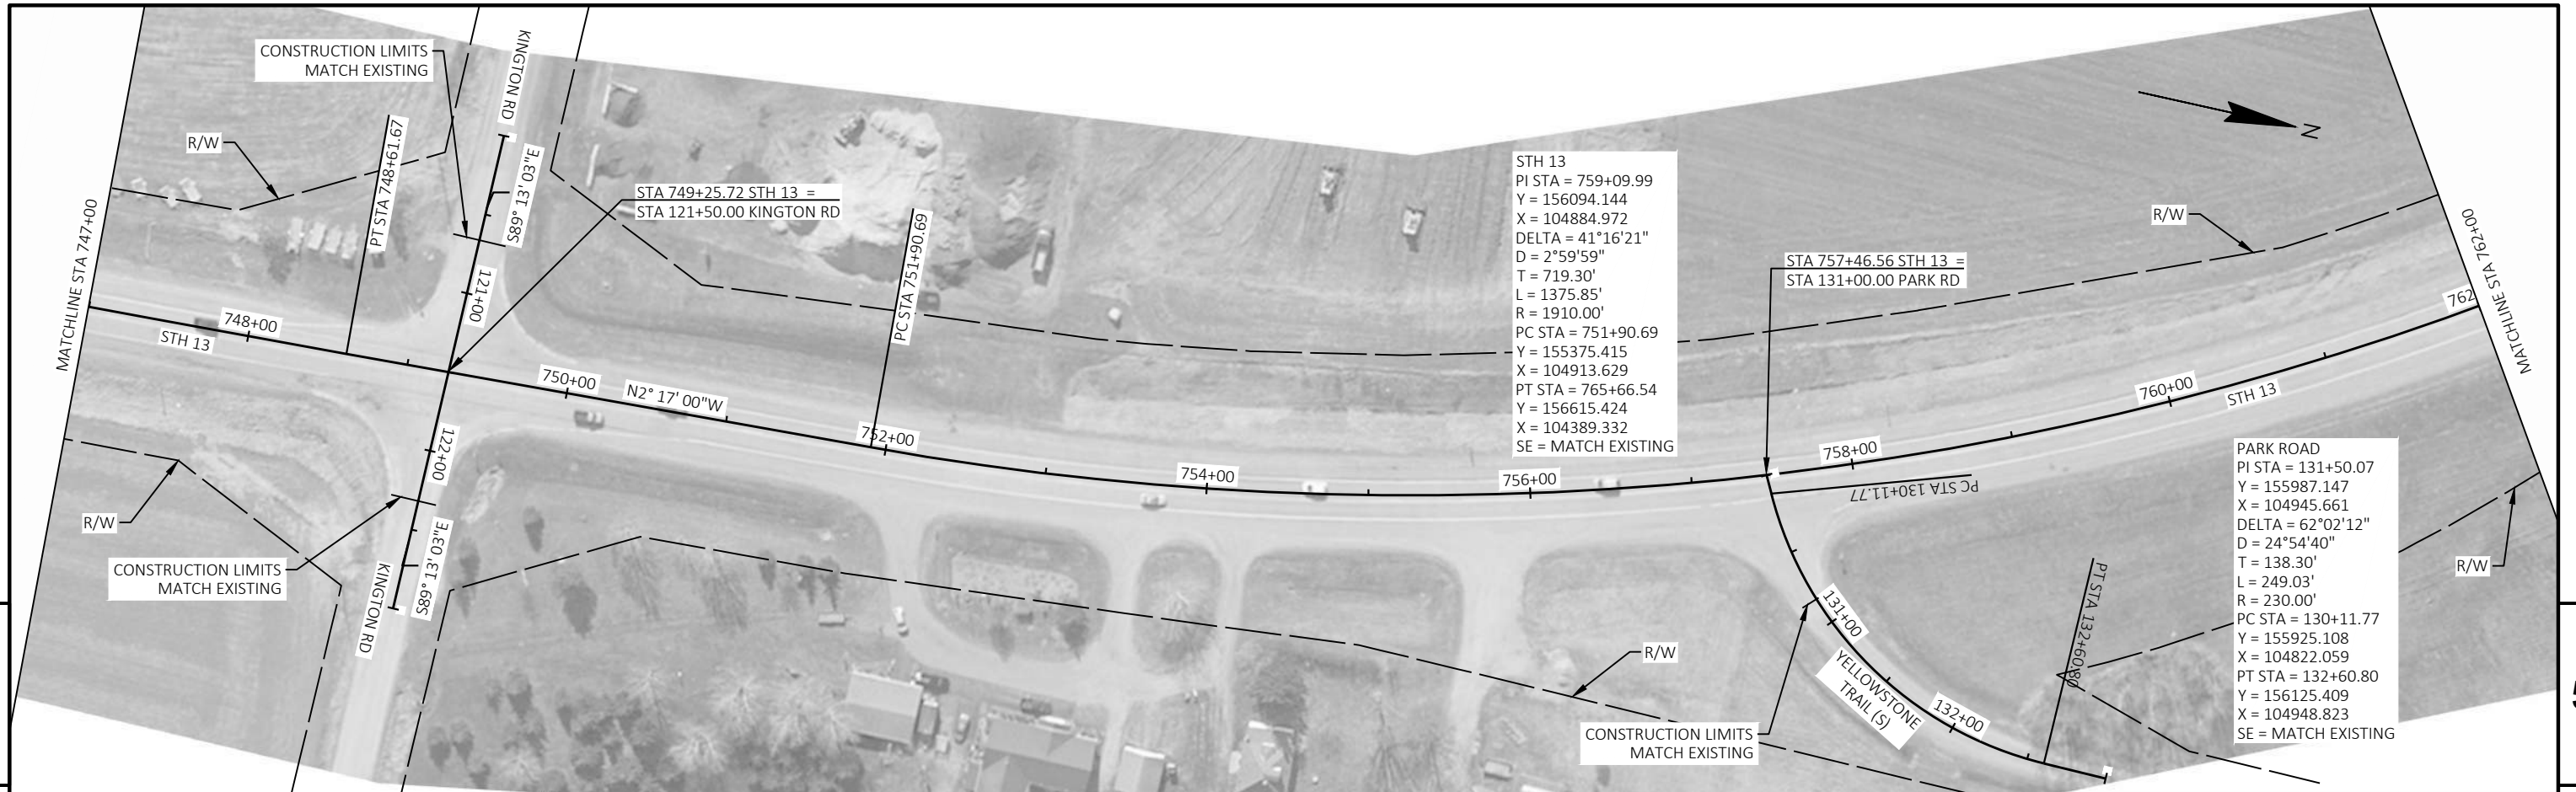 CONSTRUCTION LIMITS
MATCH EXISTING
KINGTON RD
R/W
PT STA 748+61.67
S89° 13' 03"E
STA 749+25.72 STH 13 =
STA 121+50.00 KINGTON RD
MATCHLINE STA 747+00
121+00
PC STA 751+90.69
748+00
STH 13
750+00
N2° 17' 00"W
752+00
754+00
756+00
STH 13
PI STA = 759+09.99
Y = 156094.144
X = 104884.972
DELTA = 41°16'21"
D = 2°59'59"
T = 719.30'
L = 1375.85'
R = 1910.00'
PC STA = 751+90.69
Y = 155375.415
X = 104913.629
PT STA = 765+66.54
Y = 156615.424
X = 104389.332
SE = MATCH EXISTING
N
R/W
STA 757+46.56 STH 13 =
STA 131+00.00 PARK RD
MATCHLINE STA 762+00
762
760+00
STH 13
758+00
PC STA 130+11.77
122+00
R/W
CONSTRUCTION LIMITS
MATCH EXISTING
S89° 13' 03"E
KINGTON RD
R/W
CONSTRUCTION LIMITS
MATCH EXISTING
131+00
YELLOWSTONE
TRAIL (S)
132+00
PT STA 132+60.80
PARK ROAD
PI STA = 131+50.07
Y = 155987.147
X = 104945.661
DELTA = 62°02'12"
D = 24°54'40"
T = 138.30'
L = 249.03'
R = 230.00'
PC STA = 130+11.77
Y = 155925.108
X = 104822.059
PT STA = 132+60.80
Y = 156125.409
X = 104948.823
SE = MATCH EXISTING
R/W